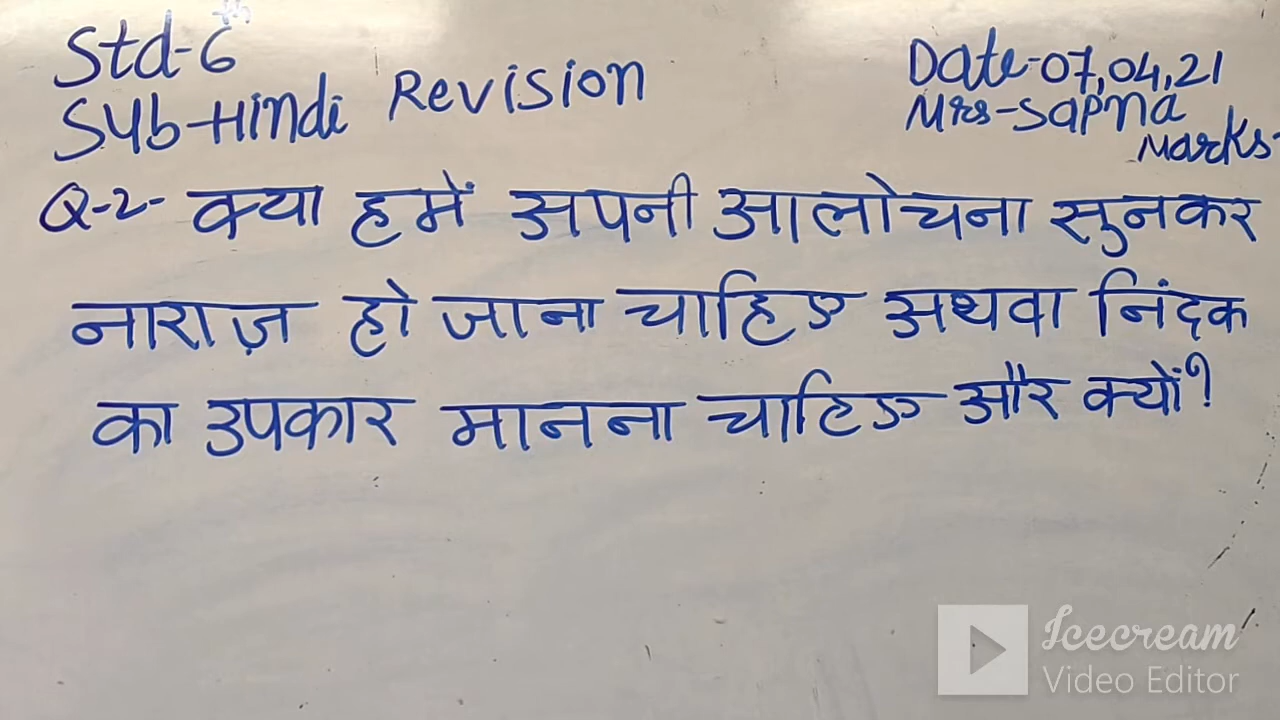 Std-6th
Sub-Hindi Revision
Date-07,04,21
Mrs-Sapna
Marks-
Q-2- क्या हमें अपनी आलोचना सुनकर
नाराज़ हो जाना चाहिए अथवा निंदक
का उपकार मानना चाहिए और क्यों?
Icecream
Video Editor